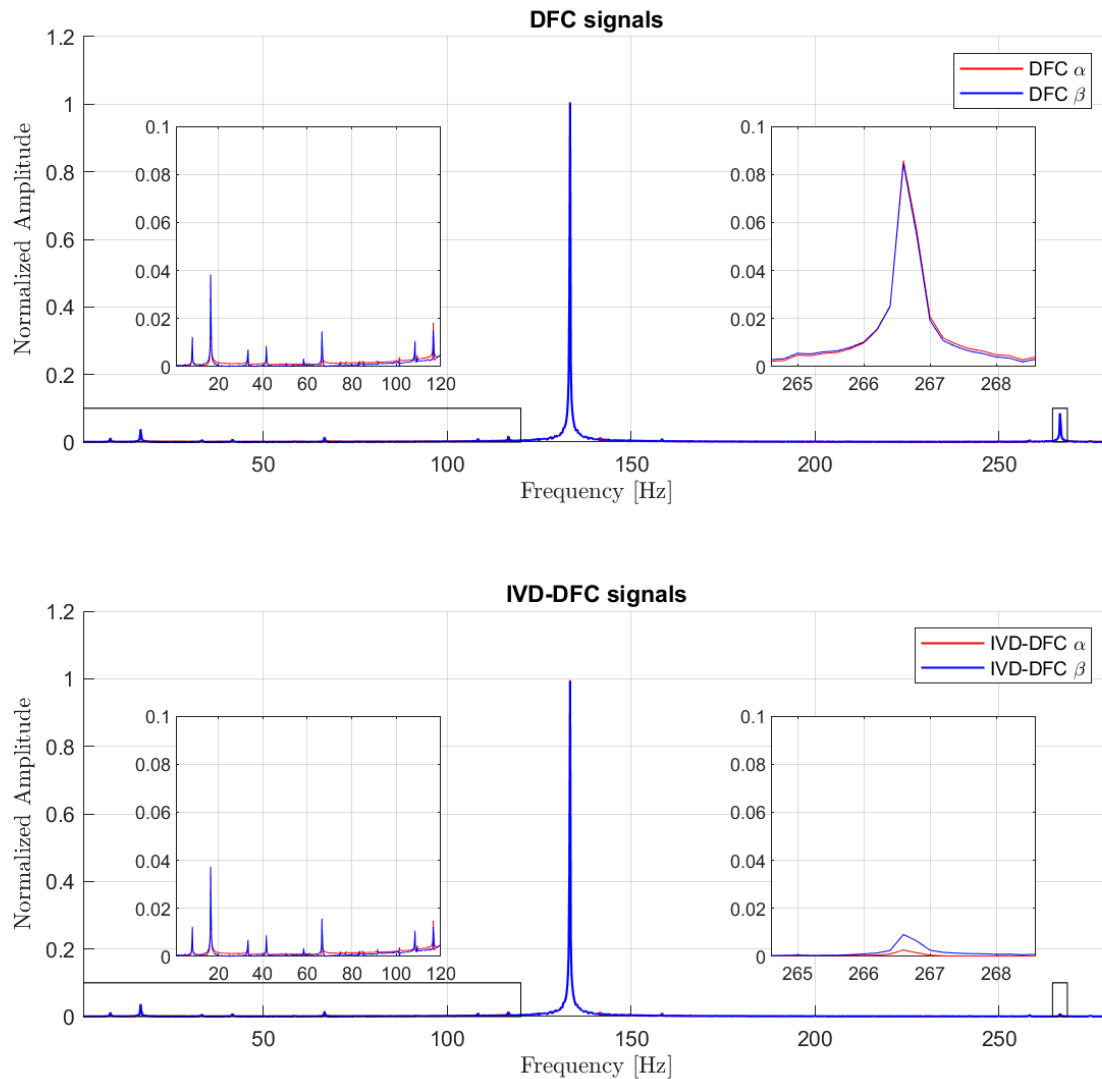 DFC signals
1.2
1
0.8
0.6
0.4
0.2
0
Normalized Amplitude
DFC α
DFC β
0.1
0.08
0.06
0.04
0.02
0
20 40 60 80 100 120
0.1
0.08
0.06
0.04
0.02
0
265 266 267 268
50 100 150 200 250
Frequency [Hz]
IVD-DFC signals
1.2
1
0.8
0.6
0.4
0.2
0
Normalized Amplitude
IVD-DFC α
IVD-DFC β
0.1
0.08
0.06
0.04
0.02
0
20 40 60 80 100 120
0.1
0.08
0.06
0.04
0.02
0
265 266 267 268
50 100 150 200 250
Frequency [Hz]